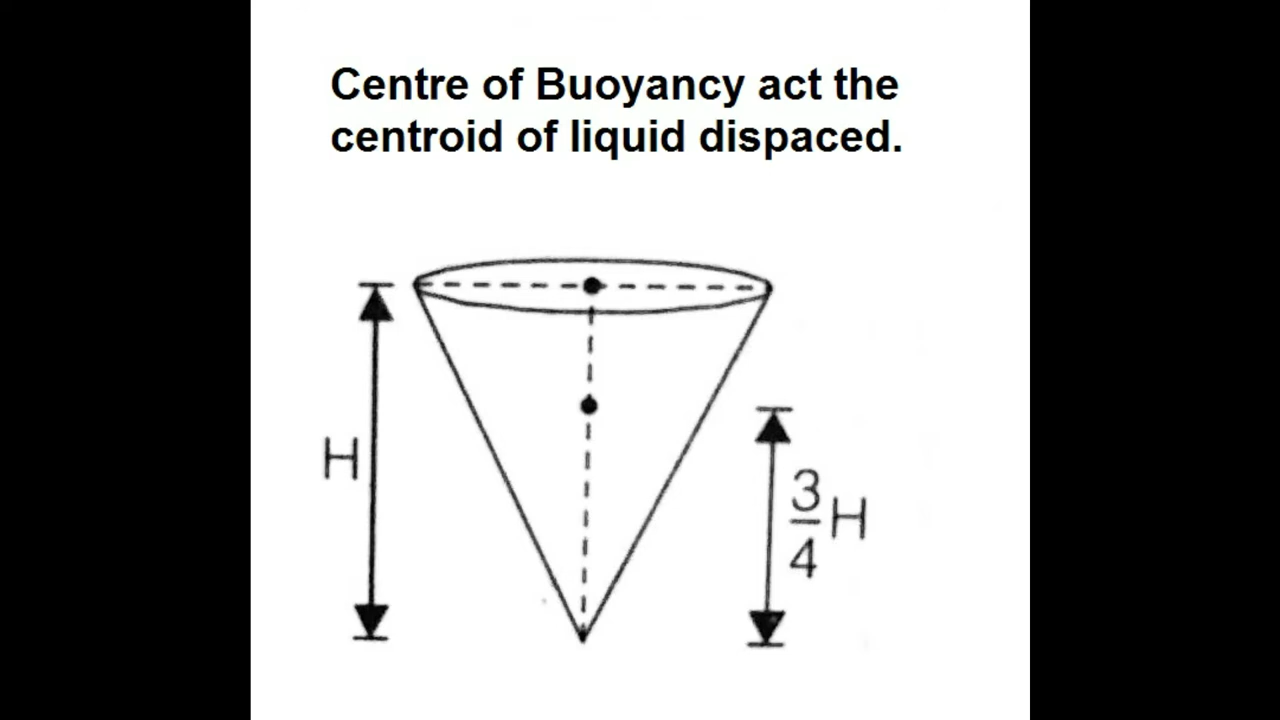 Centre of Buoyancy act the
centroid of liquid dispaced.
H
3
4
H